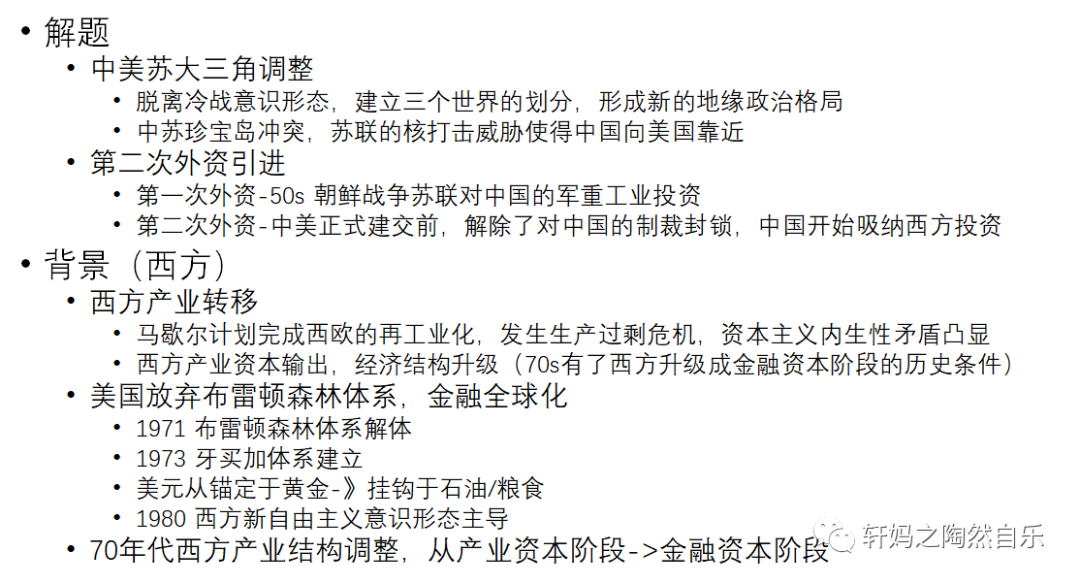 • 解题
• 中美苏大三角调整
• 脱离冷战意识形态，建立三个世界的划分，形成新的地缘政治格局
• 中苏珍宝岛冲突，苏联的核打击威胁使得中国向美国靠近
• 第二次外资引进
• 第一次外资-50s 朝鲜战争苏联对中国的军重工业投资
• 第二次外资-中美正式建交前，解除了对中国的制裁封锁，中国开始吸纳西方投资
• 背景（西方）
• 西方产业转移
• 马歇尔计划完成西欧的再工业化，发生生产过剩危机，资本主义内生性矛盾凸显
• 西方产业资本输出，经济结构升级（70s有了西方升级成金融资本阶段的历史条件）
• 美国放弃布雷顿森林体系，金融全球化
• 1971 布雷顿森林体系解体
• 1973 牙买加体系建立
• 美元从锚定于黄金-》挂钩于石油/粮食
• 1980 西方新自由主义意识形态主导
• 70年代西方产业结构调整，从产业资本阶段->金融资本阶段
轩妈之陶然自乐